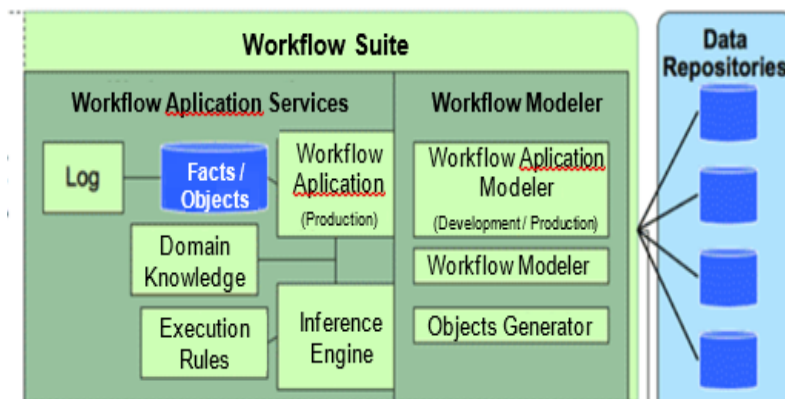 Workflow Suite
Data
Repositories
Workflow Aplication Services
Workflow Modeler
Log
Facts /
Objects
Workflow
Aplication
(Production)
Workflow Aplication
Modeler
(Development / Production)
Domain
Knowledge
Workflow Modeler
Execution
Rules
Inference
Engine
Objects Generator